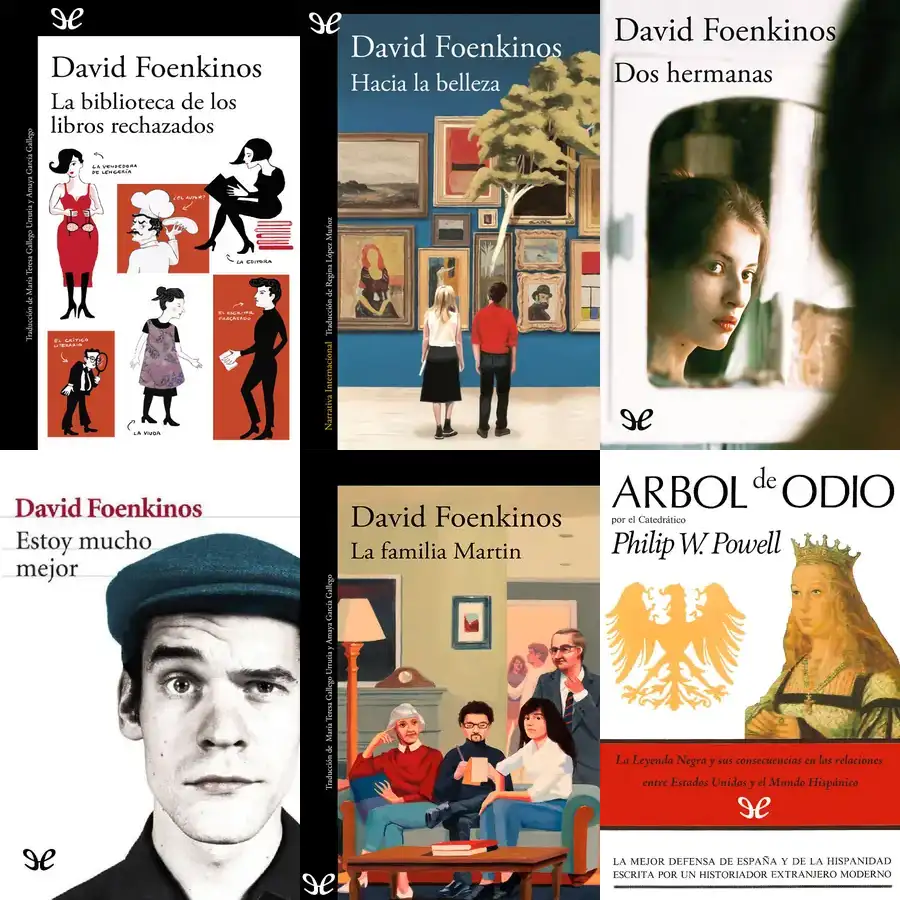 David Foenkinos
La biblioteca de los
libros rechazados
LA VENDEDORA
DE LENCERÍA
¿EL AUTOR?
LA EDITORA
EL ESCRITOR
FRACASADO
EL CRÍTICO
LITERARIO
LA VIUDA
Traducción de María Teresa Gallego Urrutia y Amaya García Gallego
David Foenkinos
Hacia la belleza
Narrativa Internacional Traducción de Regina López Muñoz
David Foenkinos
Dos hermanas
David Foenkinos
Estoy mucho
mejor
David Foenkinos
La familia Martin
Traducción de María Teresa Gallego Urrutia y Amaya García Gallego
ARBOL de ODIO
por el Catedrático
Philip W. Powell
La Leyenda Negra y sus consecuencias en las relaciones
entre Estados Unidos y el Mundo Hispánico
LA MEJOR DEFENSA DE ESPAÑA Y DE LA HISPANIDAD
ESCRITA POR UN HISTORIADOR EXTRANJERO MODERNO